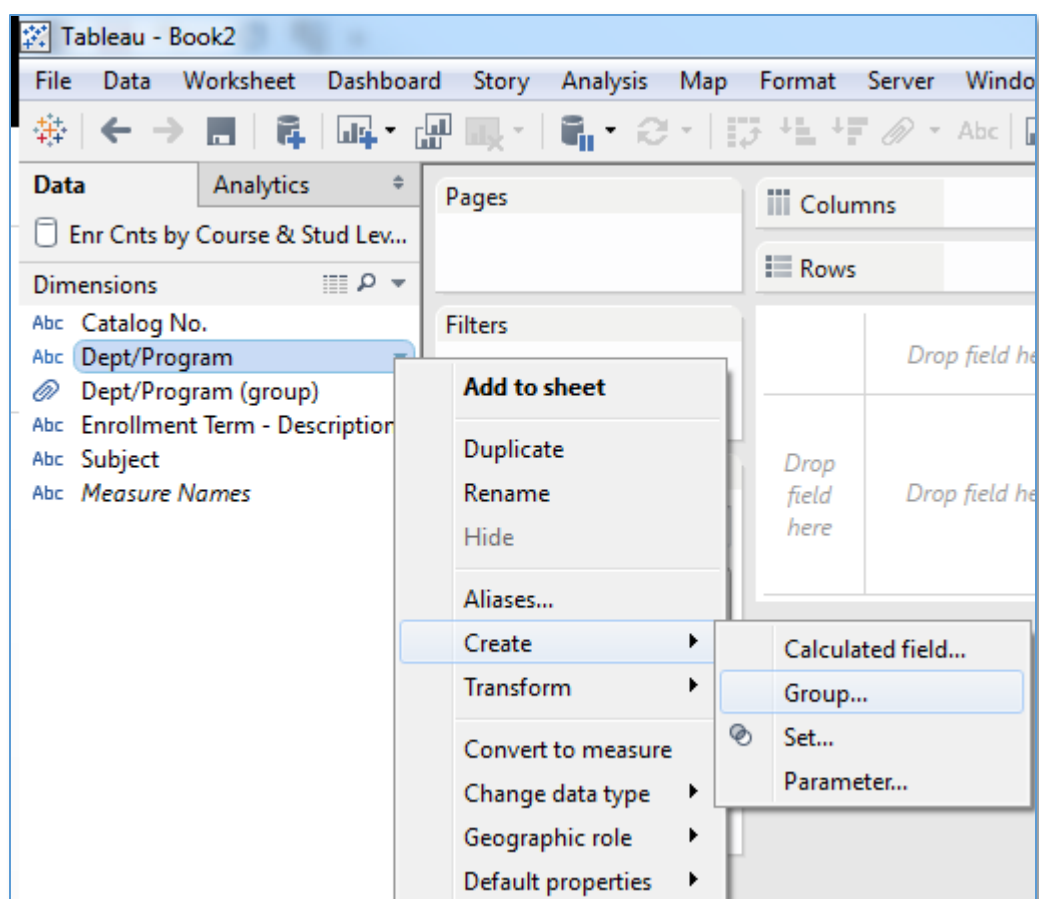 Tableau - Book2
File Data Worksheet Dashboard Story Analysis Map Format Server Windo
Abc
Data Analytics
Enr Cnts by Course & Stud Lev...
Dimensions
Abc Catalog No.
Abc Dept/Program
Dept/Program (group)
Abc Enrollment Term - Description
Abc Subject
Abc Measure Names
Pages
Filters
Columns
Rows
Drop field he
Drop
field
here
Drop field he
Add to sheet
Duplicate
Rename
Hide
Aliases...
Create
Transform
Convert to measure
Change data type
Geographic role
Default properties
Calculated field...
Group...
Set...
Parameter...